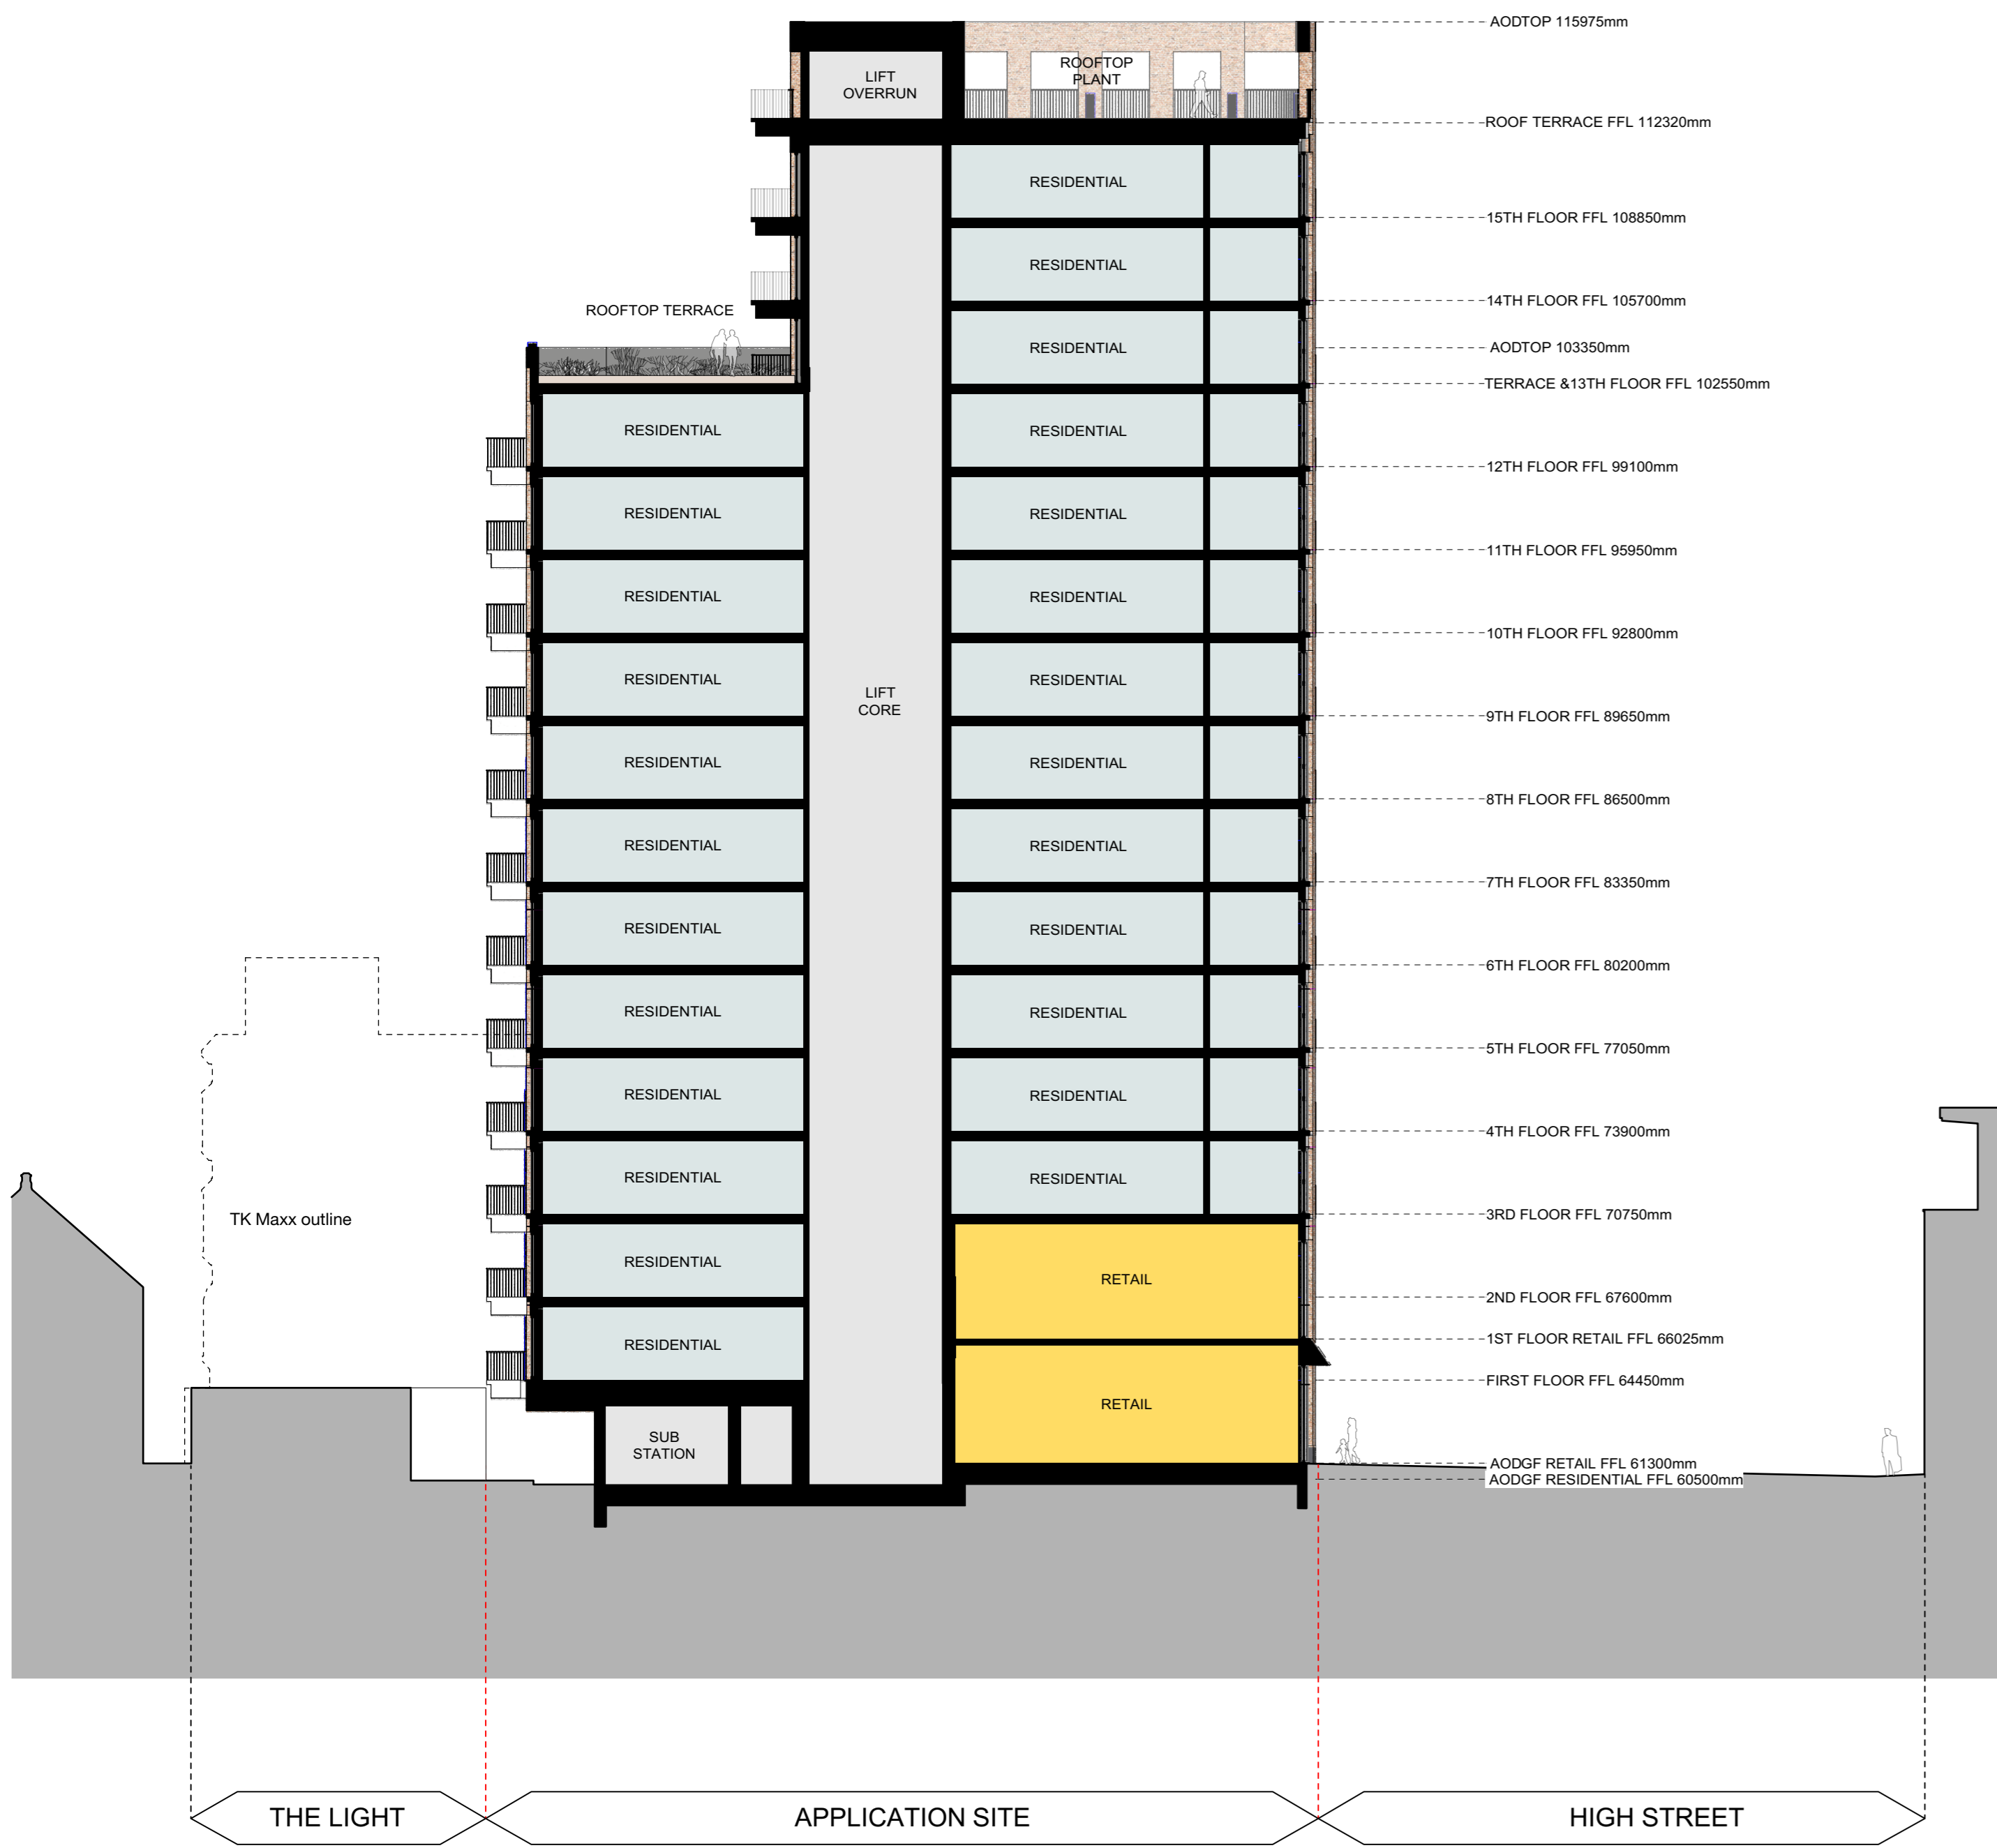 AODTOP 115975mm
LIFT
OVERRUN
ROOFTOP
PLANT
ROOF TERRACE FFL 112320mm
RESIDENTIAL
15TH FLOOR FFL 108850mm
RESIDENTIAL
14TH FLOOR FFL 105700mm
ROOFTOP TERRACE
RESIDENTIAL
AODTOP 103350mm
TERRACE &13TH FLOOR FFL 102550mm
RESIDENTIAL
RESIDENTIAL
12TH FLOOR FFL 99100mm
RESIDENTIAL
RESIDENTIAL
11TH FLOOR FFL 95950mm
RESIDENTIAL
RESIDENTIAL
10TH FLOOR FFL 92800mm
RESIDENTIAL
LIFT
CORE
RESIDENTIAL
9TH FLOOR FFL 89650mm
RESIDENTIAL
RESIDENTIAL
8TH FLOOR FFL 86500mm
RESIDENTIAL
RESIDENTIAL
7TH FLOOR FFL 83350mm
RESIDENTIAL
RESIDENTIAL
6TH FLOOR FFL 80200mm
RESIDENTIAL
RESIDENTIAL
5TH FLOOR FFL 77050mm
RESIDENTIAL
RESIDENTIAL
4TH FLOOR FFL 73900mm
RESIDENTIAL
RESIDENTIAL
3RD FLOOR FFL 70750mm
TK Maxx outline
RESIDENTIAL
RETAIL
2ND FLOOR FFL 67600mm
1ST FLOOR RETAIL FFL 66025mm
RESIDENTIAL
FIRST FLOOR FFL 64450mm
RETAIL
SUB
STATION
AODGF RETAIL FFL 61300mm
AODGF RESIDENTIAL FFL 60500mm
THE LIGHT
APPLICATION SITE
HIGH STREET